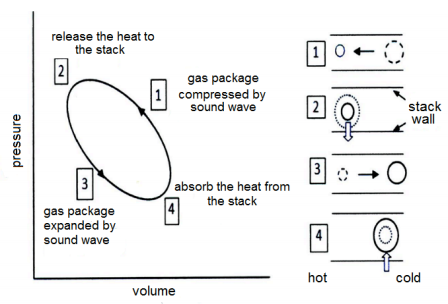 release the heat to
the stack
2
1
gas package
compressed by
sound wave
pressure
3
gas package
expanded by
sound wave
absorb the heat from
the stack
4
volume
1
2
stack
wall
3
4
hot
cold